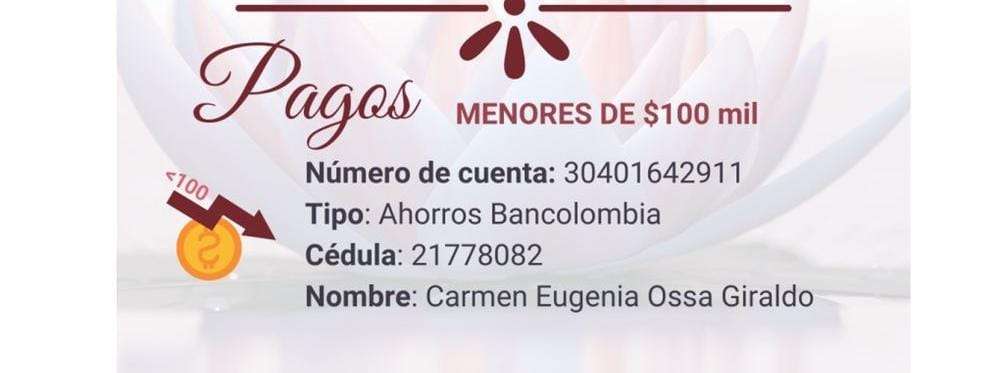 Pagos MENORES DE $100 mil
Número de cuenta: 30401642911
<100
Tipo: Ahorros Bancolombia
Cédula: 21778082
Nombre: Carmen Eugenia Ossa Giraldo